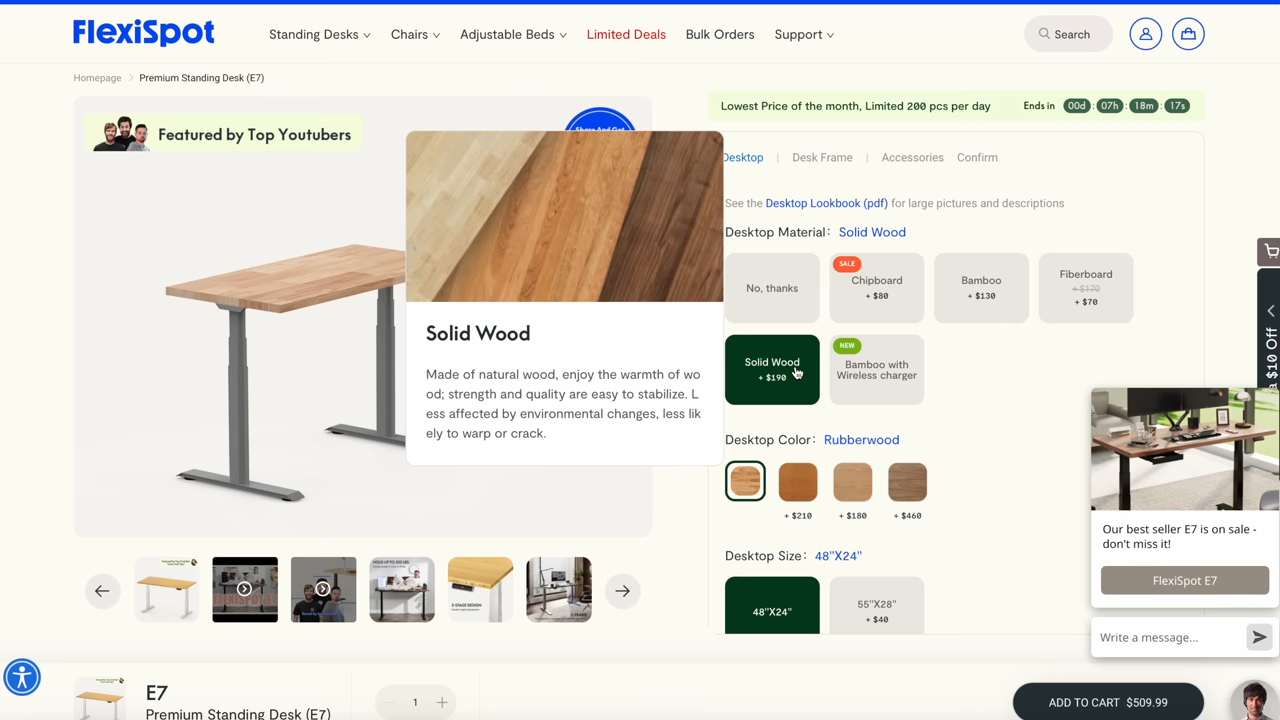 FlexiSpot
Standing Desks
Chairs
Adjustable Beds
Limited Deals
Bulk Orders
Support
Search
Homepage
Premium Standing Desk (E7)
Featured by Top Youtubers
Share And Get
Lowest Price of the month, Limited 200 pcs per day
Ends in 00d : 07h : 18m : 17s
Desktop | Desk Frame | Accessories Confirm
See the Desktop Lookbook (pdf) for large pictures and descriptions
Desktop Material: Solid Wood
No, thanks
SALE
Chipboard
+ $80
Bamboo
+ $130
Fiberboard
+ $170
+ $70
Solid Wood
+ $190
NEW
Bamboo with
Wireless charger
Solid Wood
Made of natural wood, enjoy the warmth of wo
od; strength and quality are easy to stabilize. L
ess affected by environmental changes, less lik
ely to warp or crack.
Desktop Color: Rubberwood
+ $210
+ $180
+ $460
Desktop Size: 48"X24"
48"X24"
55"X28"
+ $40
a $10 Off
Our best seller E7 is on sale -
don't miss it!
FlexiSpot E7
Write a message...
E7
Premium Standing Desk (E7)
1
ADD TO CART $509.99